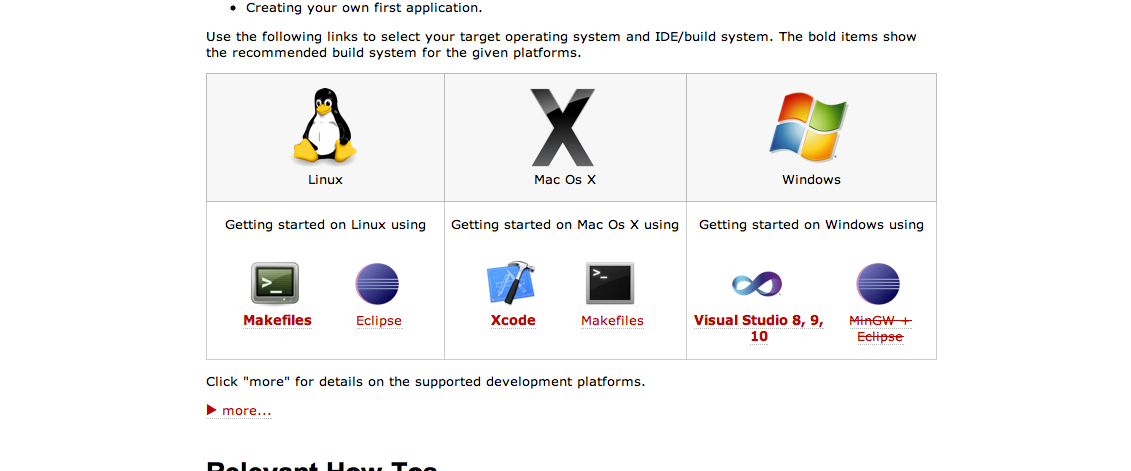 Creating your own first application.
Use the following links to select your target operating system and IDE/build system. The bold items show
the recommended build system for the given platforms.
Linux
Mac Os X
Windows
Getting started on Linux using
Getting started on Mac Os X using
Getting started on Windows using
Makefiles
Eclipse
Xcode
Makefiles
Visual Studio 8, 9,
10
MinGW +
Eclipse
Click "more" for details on the supported development platforms.
more...
Relevant How Tos